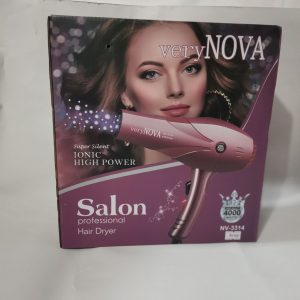 veryNOVA
veryNOVA
Super Silent
IONIC
HIGH POWER
Salon
professional
Hair Dryer
4000
NV-3314